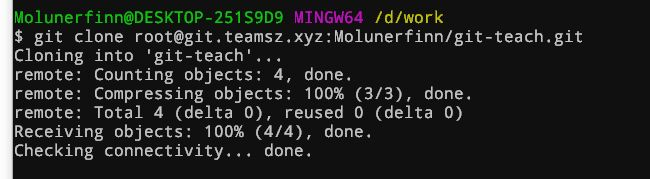 Molunerfinn@DESKTOP-251S9D9 MINGW64 /d/work
$ git clone root@git.teamsz.xyz:Molunerfinn/git-teach.git
Cloning into 'git-teach'...
remote: Counting objects: 4, done.
remote: Compressing objects: 100% (3/3), done.
remote: Total 4 (delta 0), reused 0 (delta 0)
Receiving objects: 100% (4/4), done.
Checking connectivity... done.